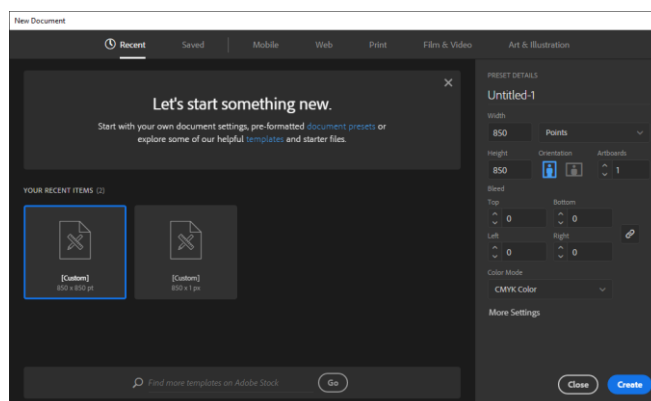 New Document
Recent
Saved
Mobile
Web
Print
Film & Video
Art & Illustration
Let's start something new.
Start with your own document settings, pre-formatted document presets or
explore some of our helpful templates and starter files.
YOUR RECENT ITEMS (2)
[Custom]
850 x 850 pt
[Custom]
850 x 1 px
Find more templates on Adobe Stock
Go
PRESET DETAILS
Untitled-1
Width
850
Points
Height
Orientation
Artboards
850
1
Bleed
Top
Bottom
0
0
Left
Right
0
0
Color Mode
CMYK Color
More Settings
Close
Create